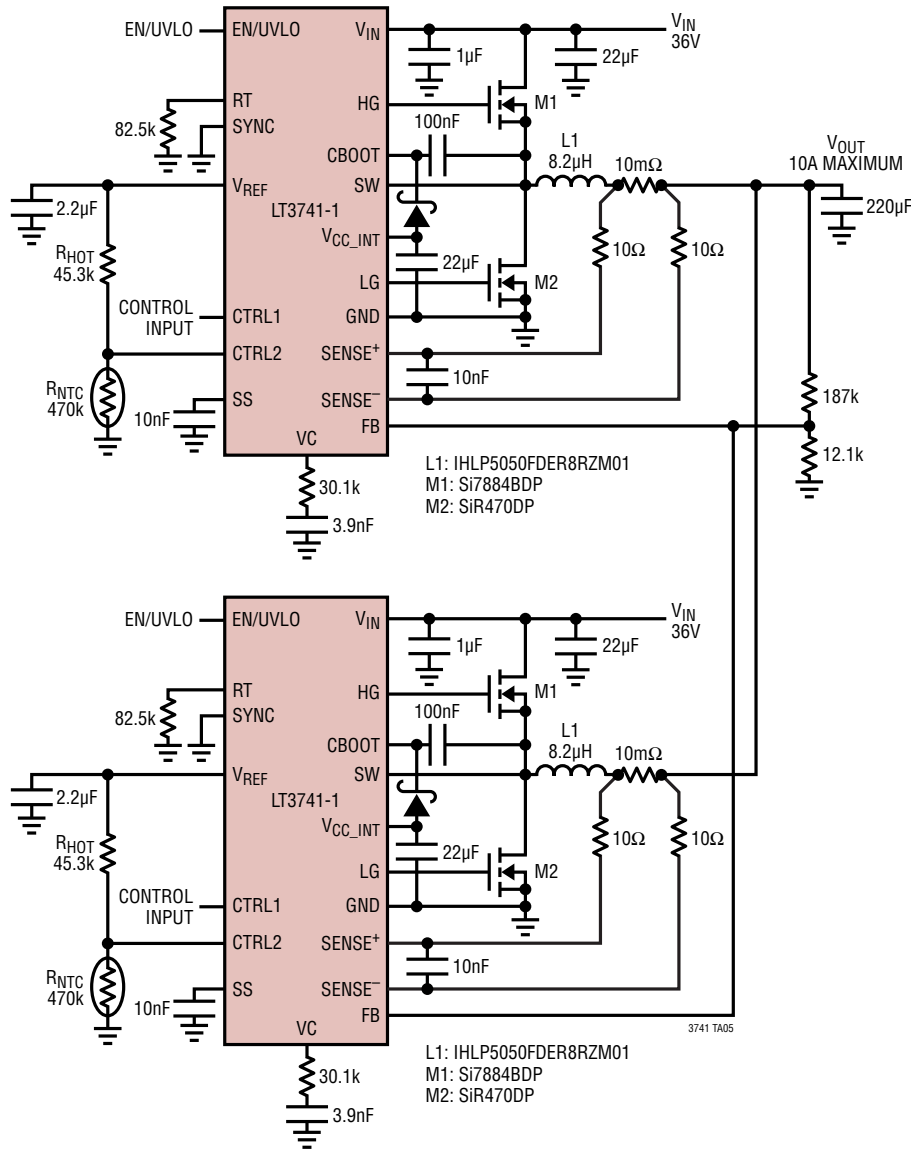 EN/UVLO
EN/UVLO
VIN
VIN
36V
1µF
22µF
RT
HG
M1
82.5k
SYNC
100nF
CBOOT
L1
8.2µH
10mΩ
VOUT
10A MAXIMUM
VREF
SW
2.2µF
LT3741-1
220µF
RHOT
45.3k
VCC_INT
22µF
10Ω
10Ω
LG
M2
CONTROL
INPUT
CTRL1
GND
CTRL2
SENSE+
10nF
RNTC
470k
SS
SENSE–
187k
10nF
FB
VC
12.1k
30.1k
3.9nF
L1: IHLP5050FDER8RZM01
M1: Si7884BDP
M2: SiR470DP
EN/UVLO
EN/UVLO
VIN
VIN
36V
1µF
22µF
RT
HG
M1
82.5k
SYNC
100nF
CBOOT
L1
8.2µH
10mΩ
VREF
SW
2.2µF
LT3741-1
RHOT
45.3k
VCC_INT
22µF
10Ω
10Ω
LG
M2
CONTROL
INPUT
CTRL1
GND
CTRL2
SENSE+
10nF
RNTC
470k
SS
SENSE–
10nF
FB
VC
3741 TA05
30.1k
3.9nF
L1: IHLP5050FDER8RZM01
M1: Si7884BDP
M2: SiR470DP